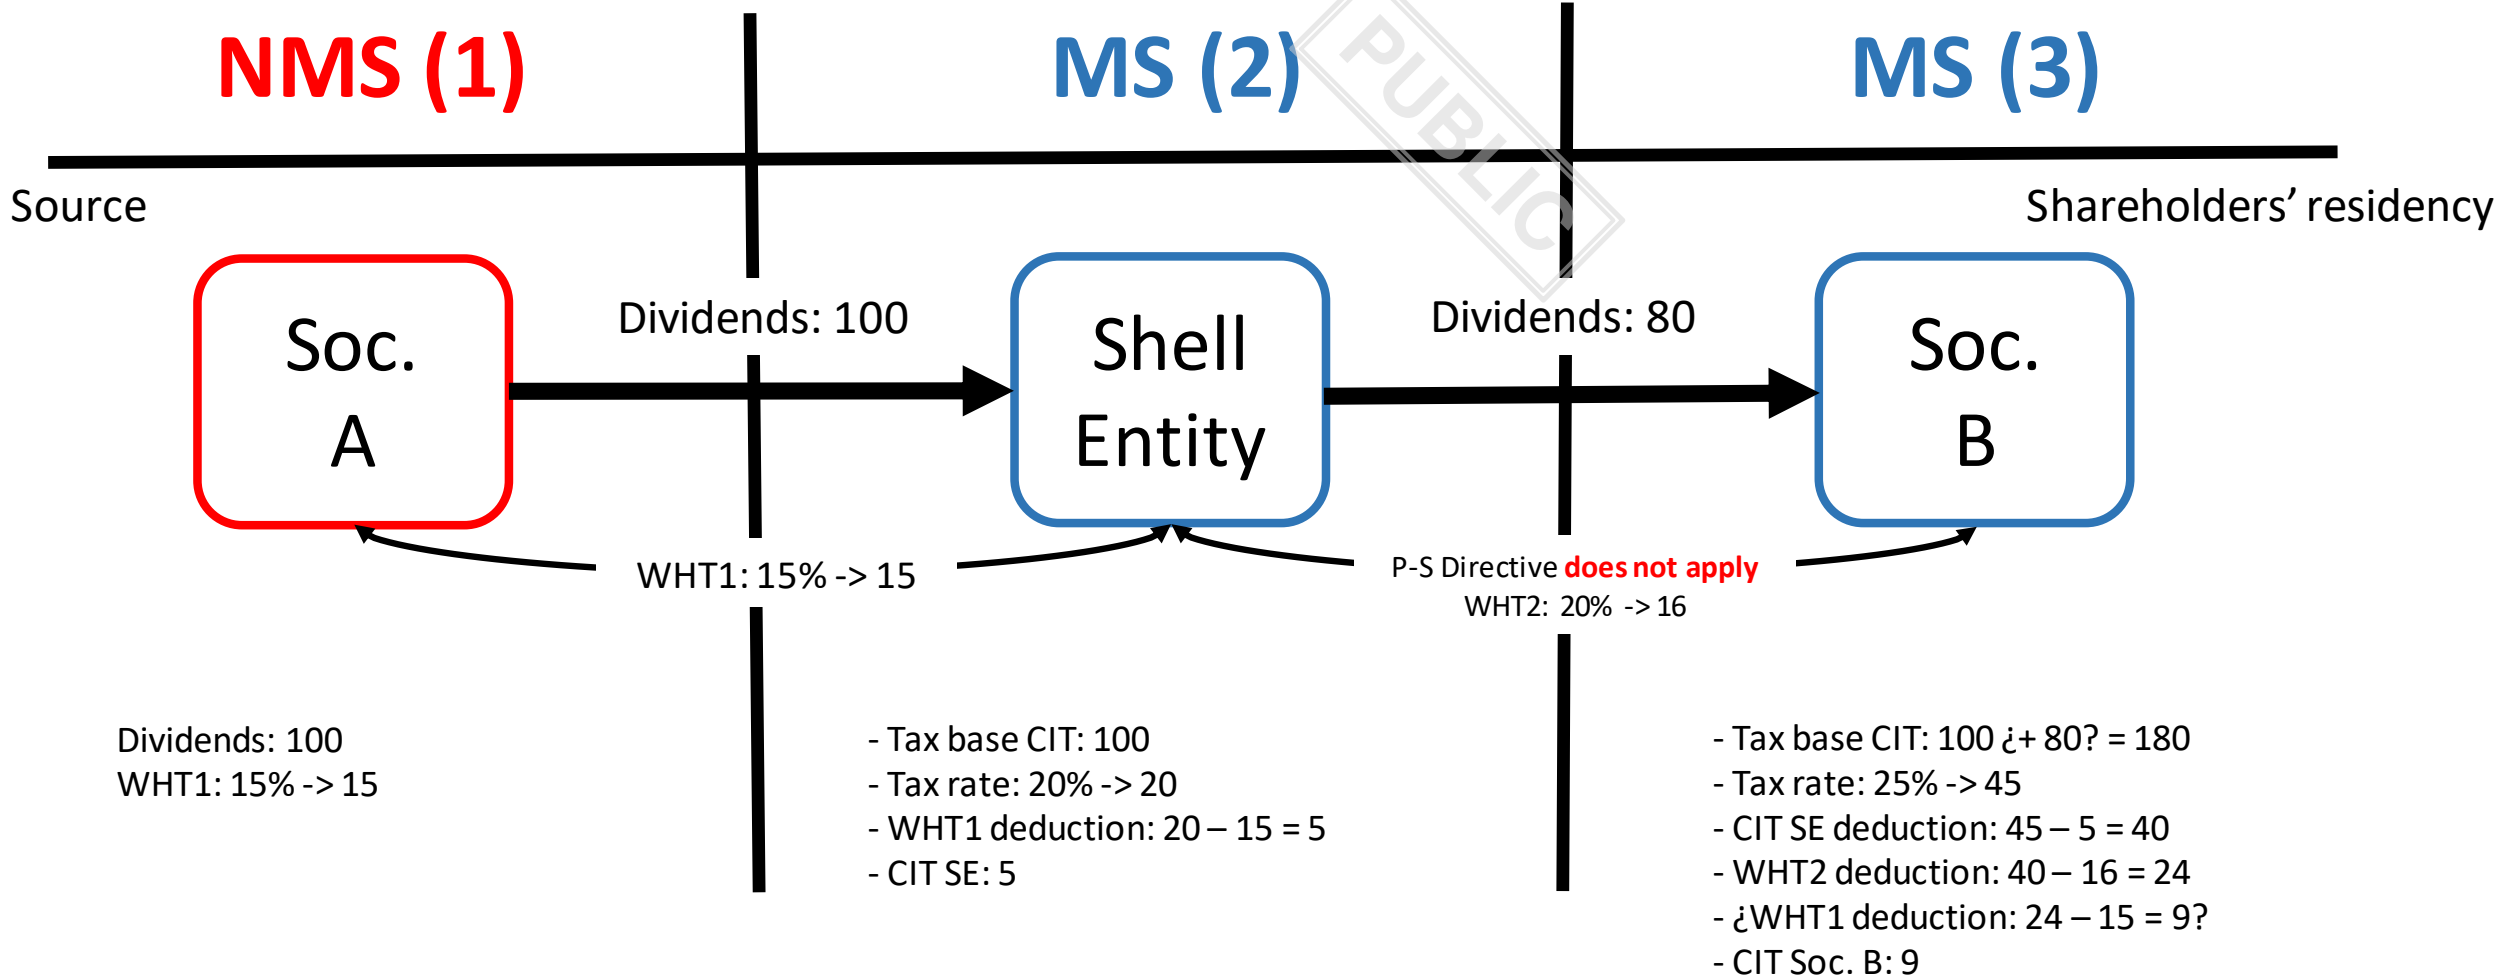 NMS (1)
MS (2)
MS (3)
PUBLIC
Source
Shareholders’ residency
Soc.
A
Dividends: 100
Shell
Entity
Dividends: 80
Soc.
B
WHT1: 15% -> 15
P-S Directive does not apply
WHT2: 20% -> 16
Dividends: 100
WHT1: 15% -> 15
- Tax base CIT: 100
- Tax rate: 20% -> 20
- WHT1 deduction: 20 – 15 = 5
- CIT SE: 5
- Tax base CIT: 100 ¿+ 80? = 180
- Tax rate: 25% -> 45
- CIT SE deduction: 45 – 5 = 40
- WHT2 deduction: 40 – 16 = 24
- ¿WHT1 deduction: 24 – 15 = 9?
- CIT Soc. B: 9